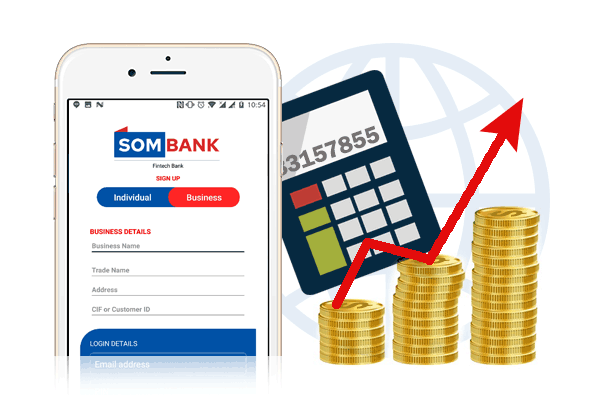 10:54
SOMBANK
Fintech Bank
SIGN UP
Individual
Business
BUSINESS DETAILS
Business Name
Trade Name
Address
CIF or Customer ID
LOGIN DETAILS
Email address
33157855